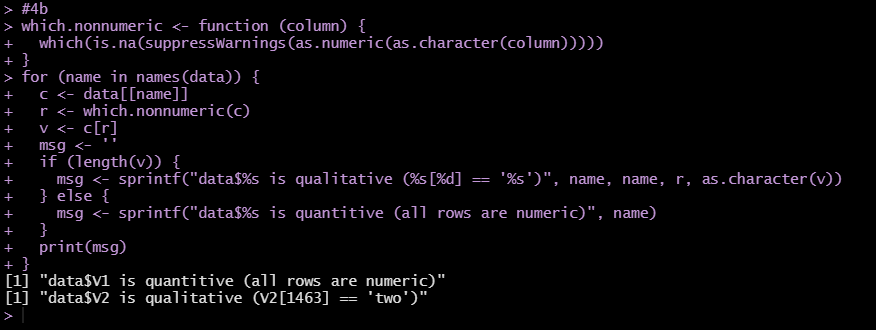 > #4b
> which.nonnumeric <- function (column) {
+   which(is.na(suppressWarnings(as.numeric(as.character(column)))))
+ }
> for (name in names(data)) {
+   c <- data[[name]]
+   r <- which.nonnumeric(c)
+   v <- c[r]
+   msg <- ''
+   if (length(v)) {
+     msg <- sprintf("data$%s is qualitative (%s[%d] == '%s')", name, name, r, as.character(v))
+   } else {
+     msg <- sprintf("data$%s is quantitive (all rows are numeric)", name)
+   }
+   print(msg)
+ }
[1] "data$V1 is quantitive (all rows are numeric)"
[1] "data$V2 is qualitative (V2[1463] == 'two')"
>